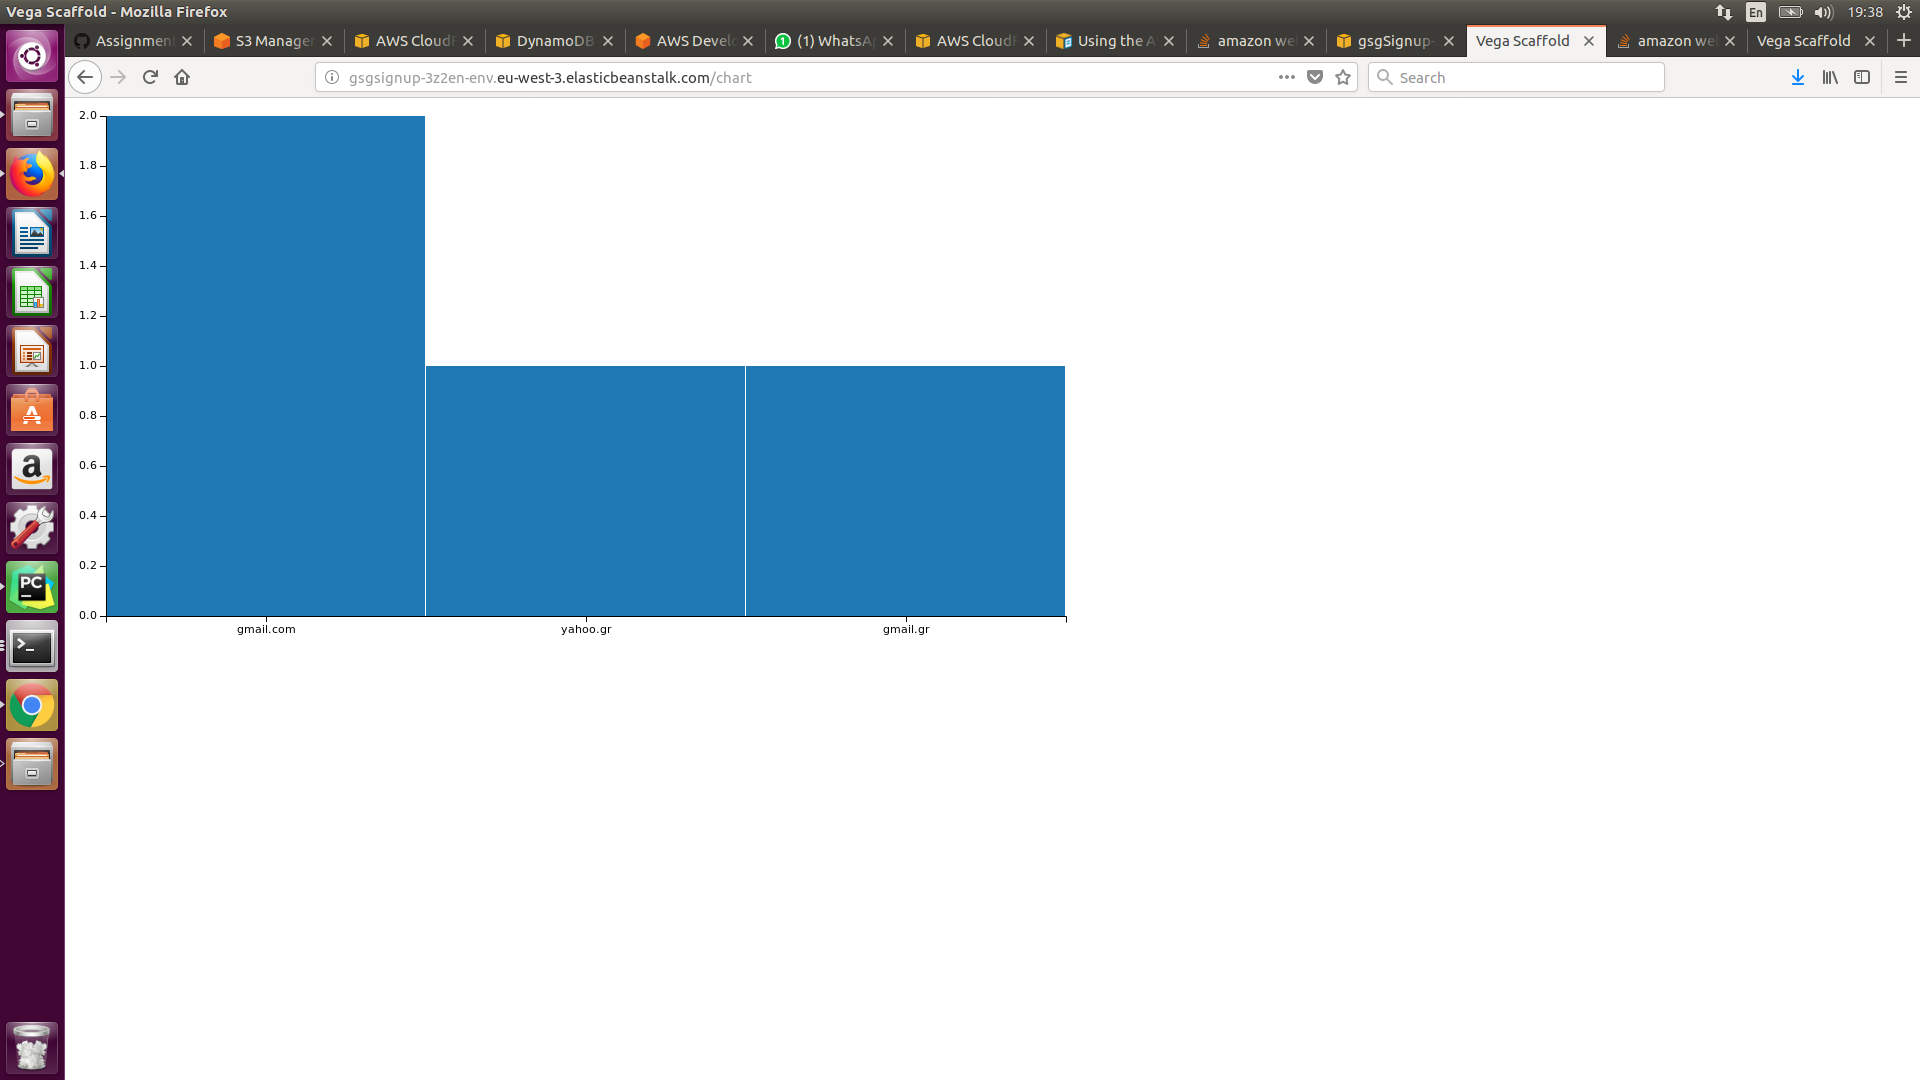 Vega Scaffold - Mozilla Firefox
En
19:38
Assignment
S3 Manager
AWS Cloud
DynamoDB
AWS Devel
(1) WhatsAp
AWS Cloud
Using the A
amazon we
gsgSignup-
Vega Scaffold
amazon we
Vega Scaffold
gsgsignup-3z2en-env.eu-west-3.elasticbeanstalk.com/chart
Search
2.0
1.8
1.6
1.4
1.2
1.0
0.8
0.6
0.4
0.2
0.0
gmail.com
yahoo.gr
gmail.gr
PC